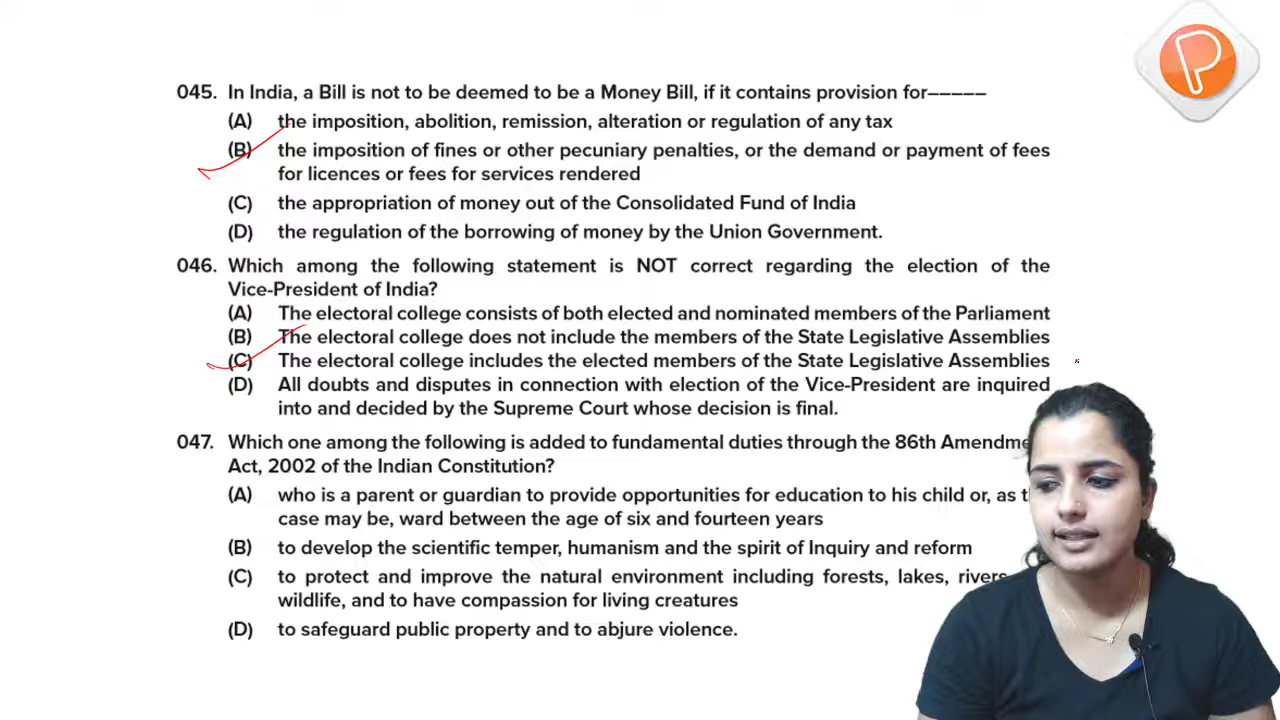 045. In India, a Bill is not to be deemed to be a Money Bill, if it contains provision for–––––
(A) the imposition, abolition, remission, alteration or regulation of any tax
(B) the imposition of fines or other pecuniary penalties, or the demand or payment of fees
for licences or fees for services rendered
(C) the appropriation of money out of the Consolidated Fund of India
(D) the regulation of the borrowing of money by the Union Government.
046. Which among the following statement is NOT correct regarding the election of the
Vice-President of India?
(A) The electoral college consists of both elected and nominated members of the Parliament
(B) The electoral college does not include the members of the State Legislative Assemblies
(C) The electoral college includes the elected members of the State Legislative Assemblies
(D) All doubts and disputes in connection with election of the Vice-President are inquired
into and decided by the Supreme Court whose decision is final.
047. Which one among the following is added to fundamental duties through the 86th
Act, 2002 of the Indian Constitution?
(A) who is a parent or guardian to provide opportunities for education to his child or, as
case may be, ward between the age of six and fourteen years
(B) to develop the scientific temper, humanism and the spirit of Inquiry and reform
(C) to protect and improve the natural environment including forests, lakes, rivers
wildlife, and to have compassion for living creatures
(D) to safeguard public property and to abjure violence.
P